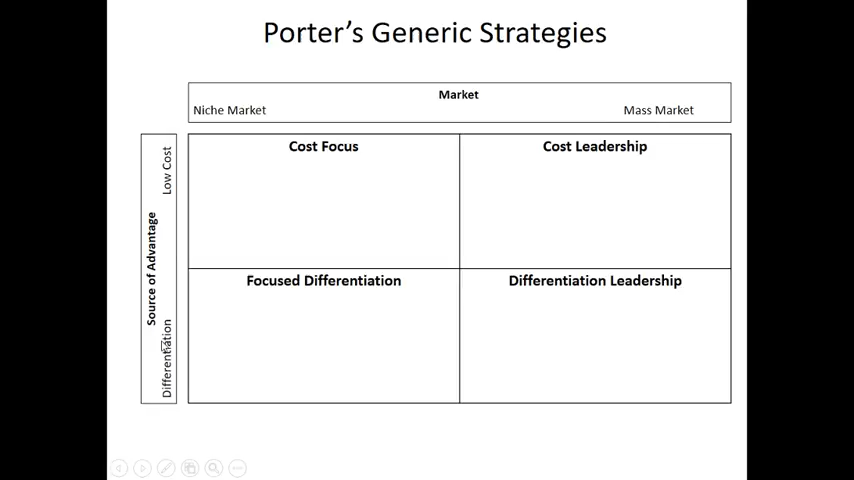 Porter's Generic Strategies
Market
Niche Market Mass Market
Source of Advantage
Low Cost
Differentiation
Cost Focus
Cost Leadership
Focused Differentiation
Differentiation Leadership